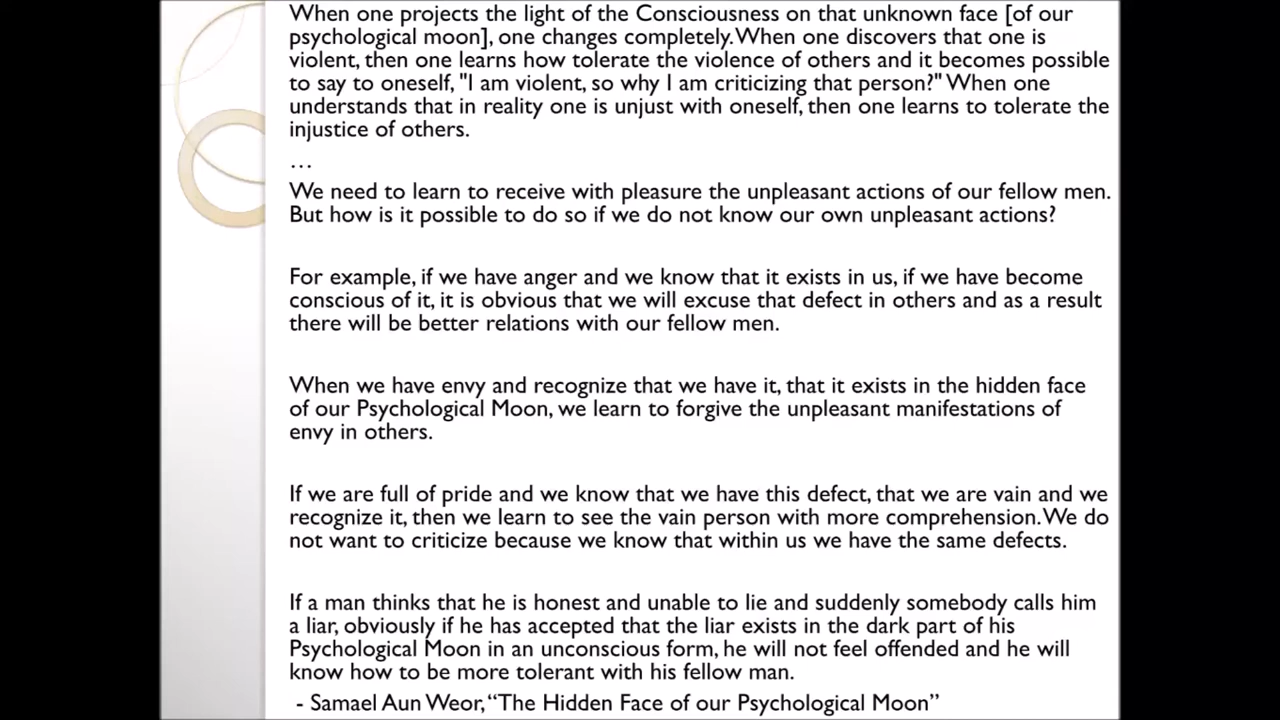 When one projects the light of the Consciousness on that unknown face [of our
psychological moon], one changes completely. When one discovers that one is
violent, then one learns how tolerate the violence of others and it becomes possible
to say to oneself, "I am violent, so why I am criticizing that person?" When one
understands that in reality one is unjust with oneself, then one learns to tolerate the
injustice of others.
…
We need to learn to receive with pleasure the unpleasant actions of our fellow men.
But how is it possible to do so if we do not know our own unpleasant actions?
For example, if we have anger and we know that it exists in us, if we have become
conscious of it, it is obvious that we will excuse that defect in others and as a result
there will be better relations with our fellow men.
When we have envy and recognize that we have it, that it exists in the hidden face
of our Psychological Moon, we learn to forgive the unpleasant manifestations of
envy in others.
If we are full of pride and we know that we have this defect, that we are vain and we
recognize it, then we learn to see the vain person with more comprehension. We do
not want to criticize because we know that within us we have the same defects.
If a man thinks that he is honest and unable to lie and suddenly somebody calls him
a liar, obviously if he has accepted that the liar exists in the dark part of his
Psychological Moon in an unconscious form, he will not feel offended and he will
know how to be more tolerant with his fellow man.
- Samael Aun Weor, “The Hidden Face of our Psychological Moon”